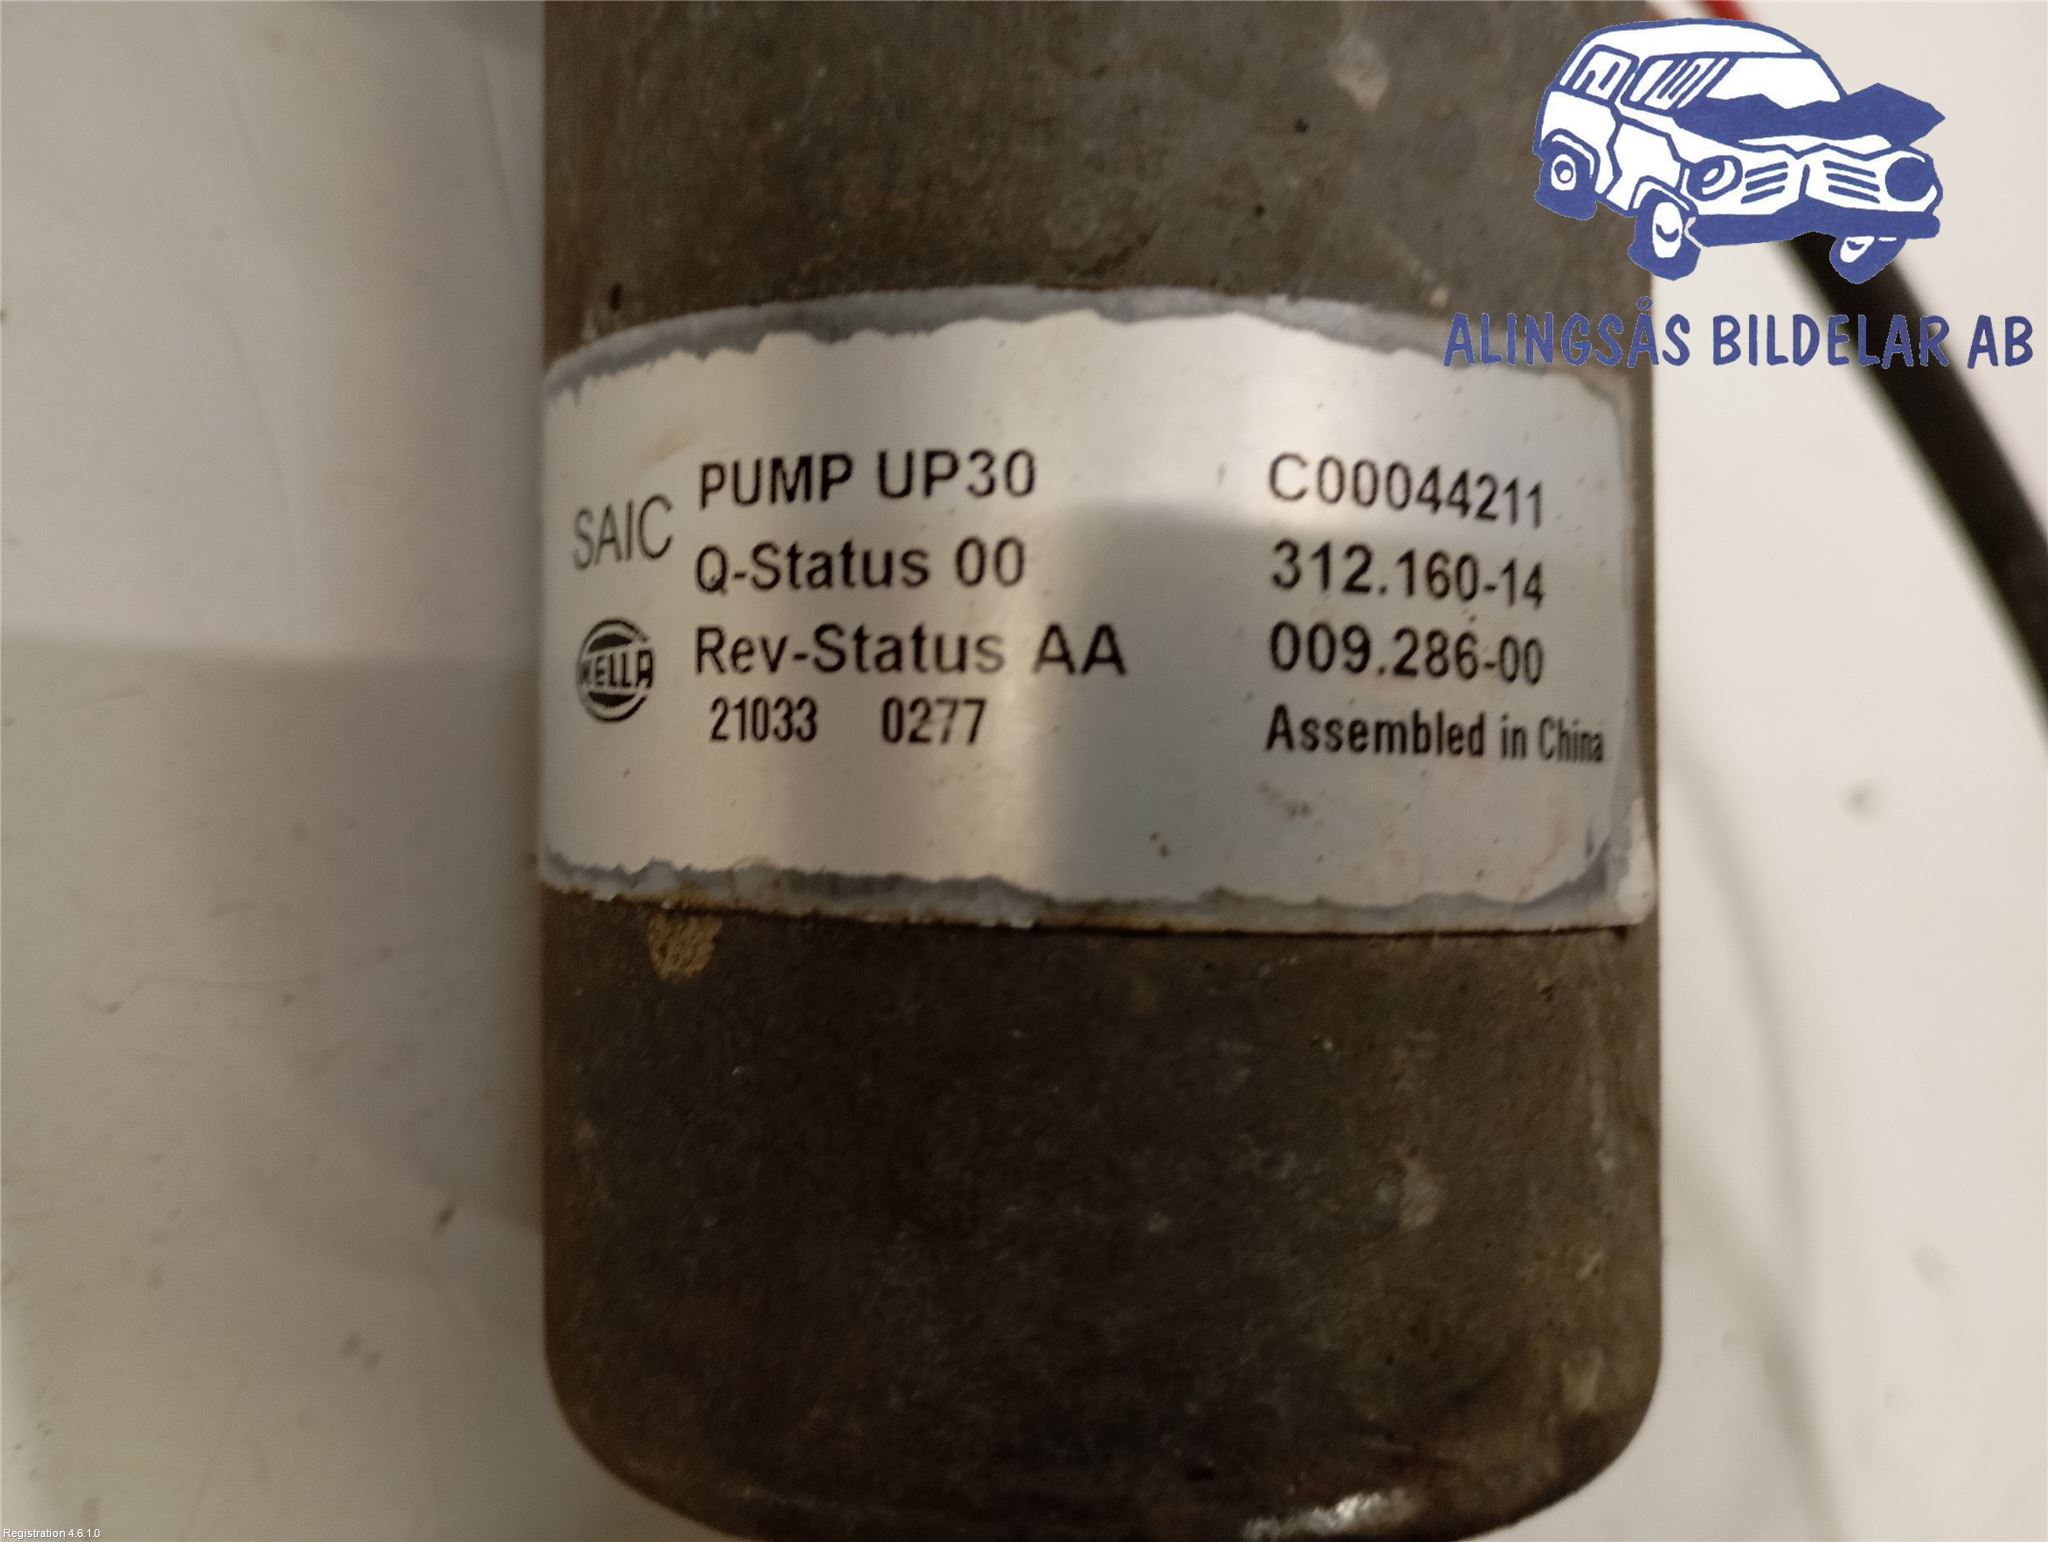 ALINGSÅS BILDELAR AB
SAIC
PUMP UP30 C00044211
Q-Status 00 312.160-14
HELLA
Rev-Status AA 009.286-00
21033 0277 Assembled in China
Registration 4.6.1.0